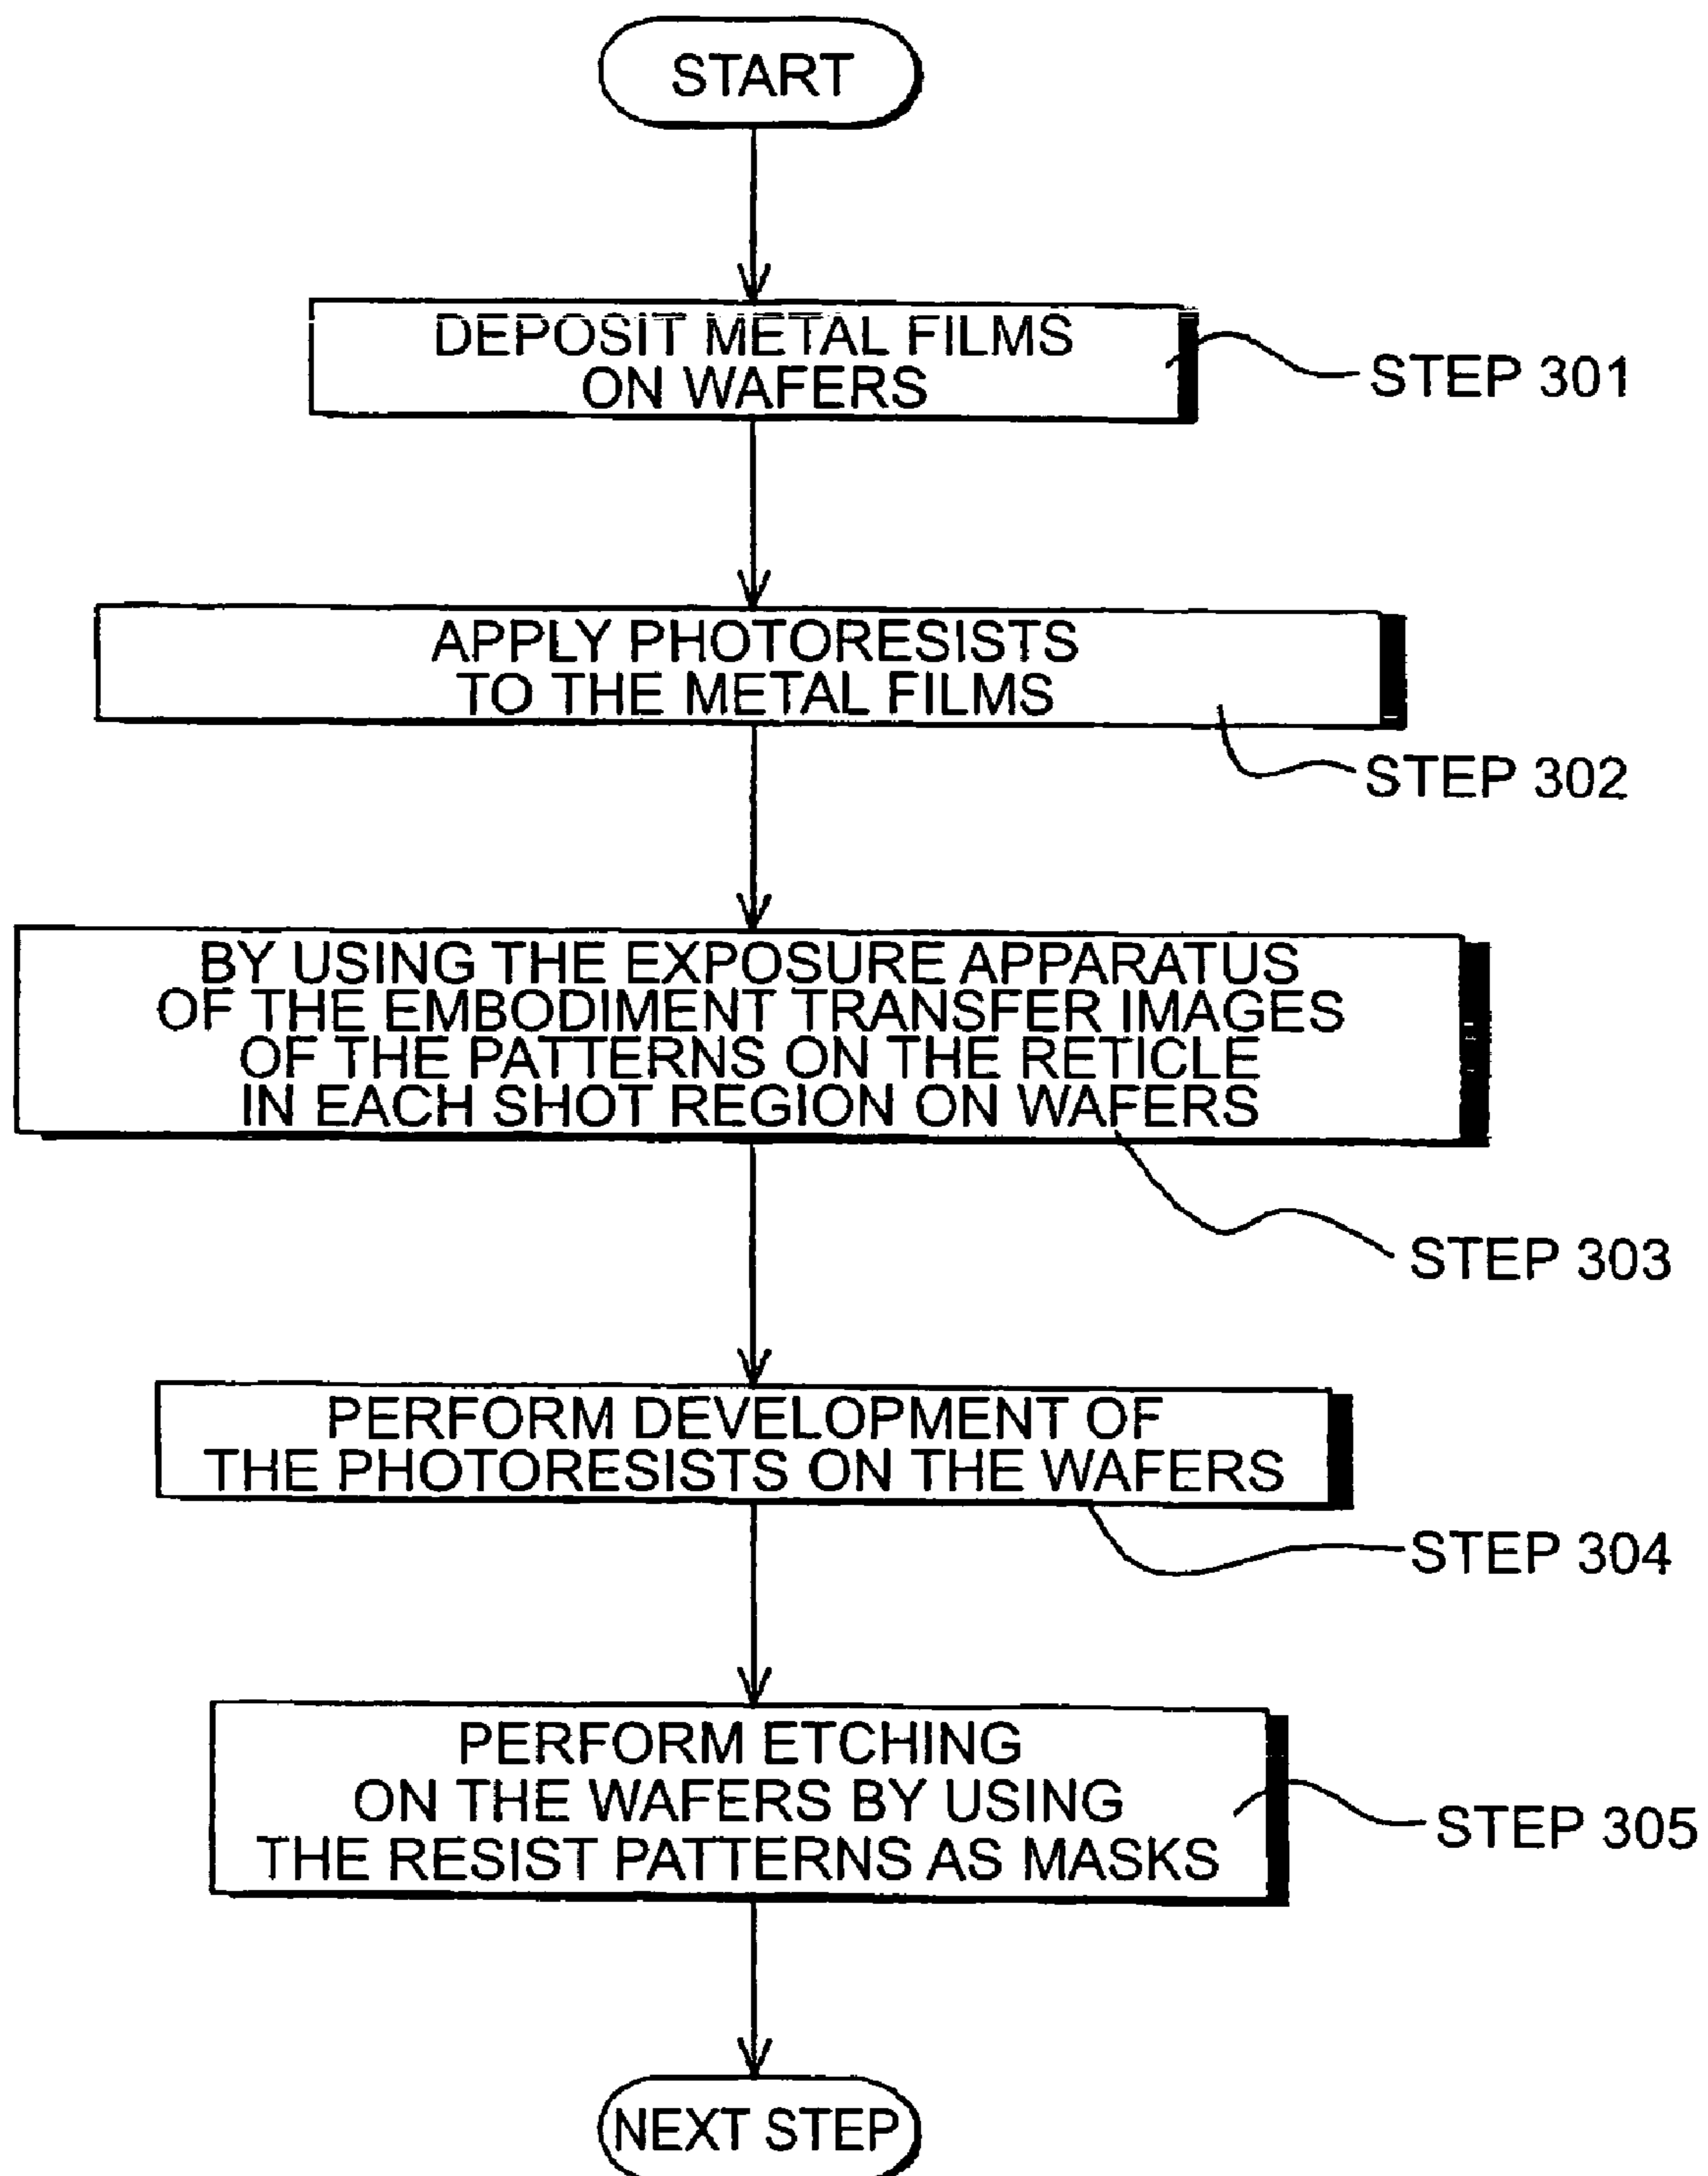 START
DEPOSIT METAL FILMS
ON WAFERS
STEP 301
APPLY PHOTORESISTS
TO THE METAL FILMS
STEP 302
BY USING THE EXPOSURE APPARATUS
OF THE EMBODIMENT TRANSFER IMAGES
OF THE PATTERNS ON THE RETICLE
IN EACH SHOT REGION ON WAFERS
STEP 303
PERFORM DEVELOPMENT OF
THE PHOTORESISTS ON THE WAFERS
STEP 304
PERFORM ETCHING
ON THE WAFERS BY USING
THE RESIST PATTERNS AS MASKS
STEP 305
NEXT STEP